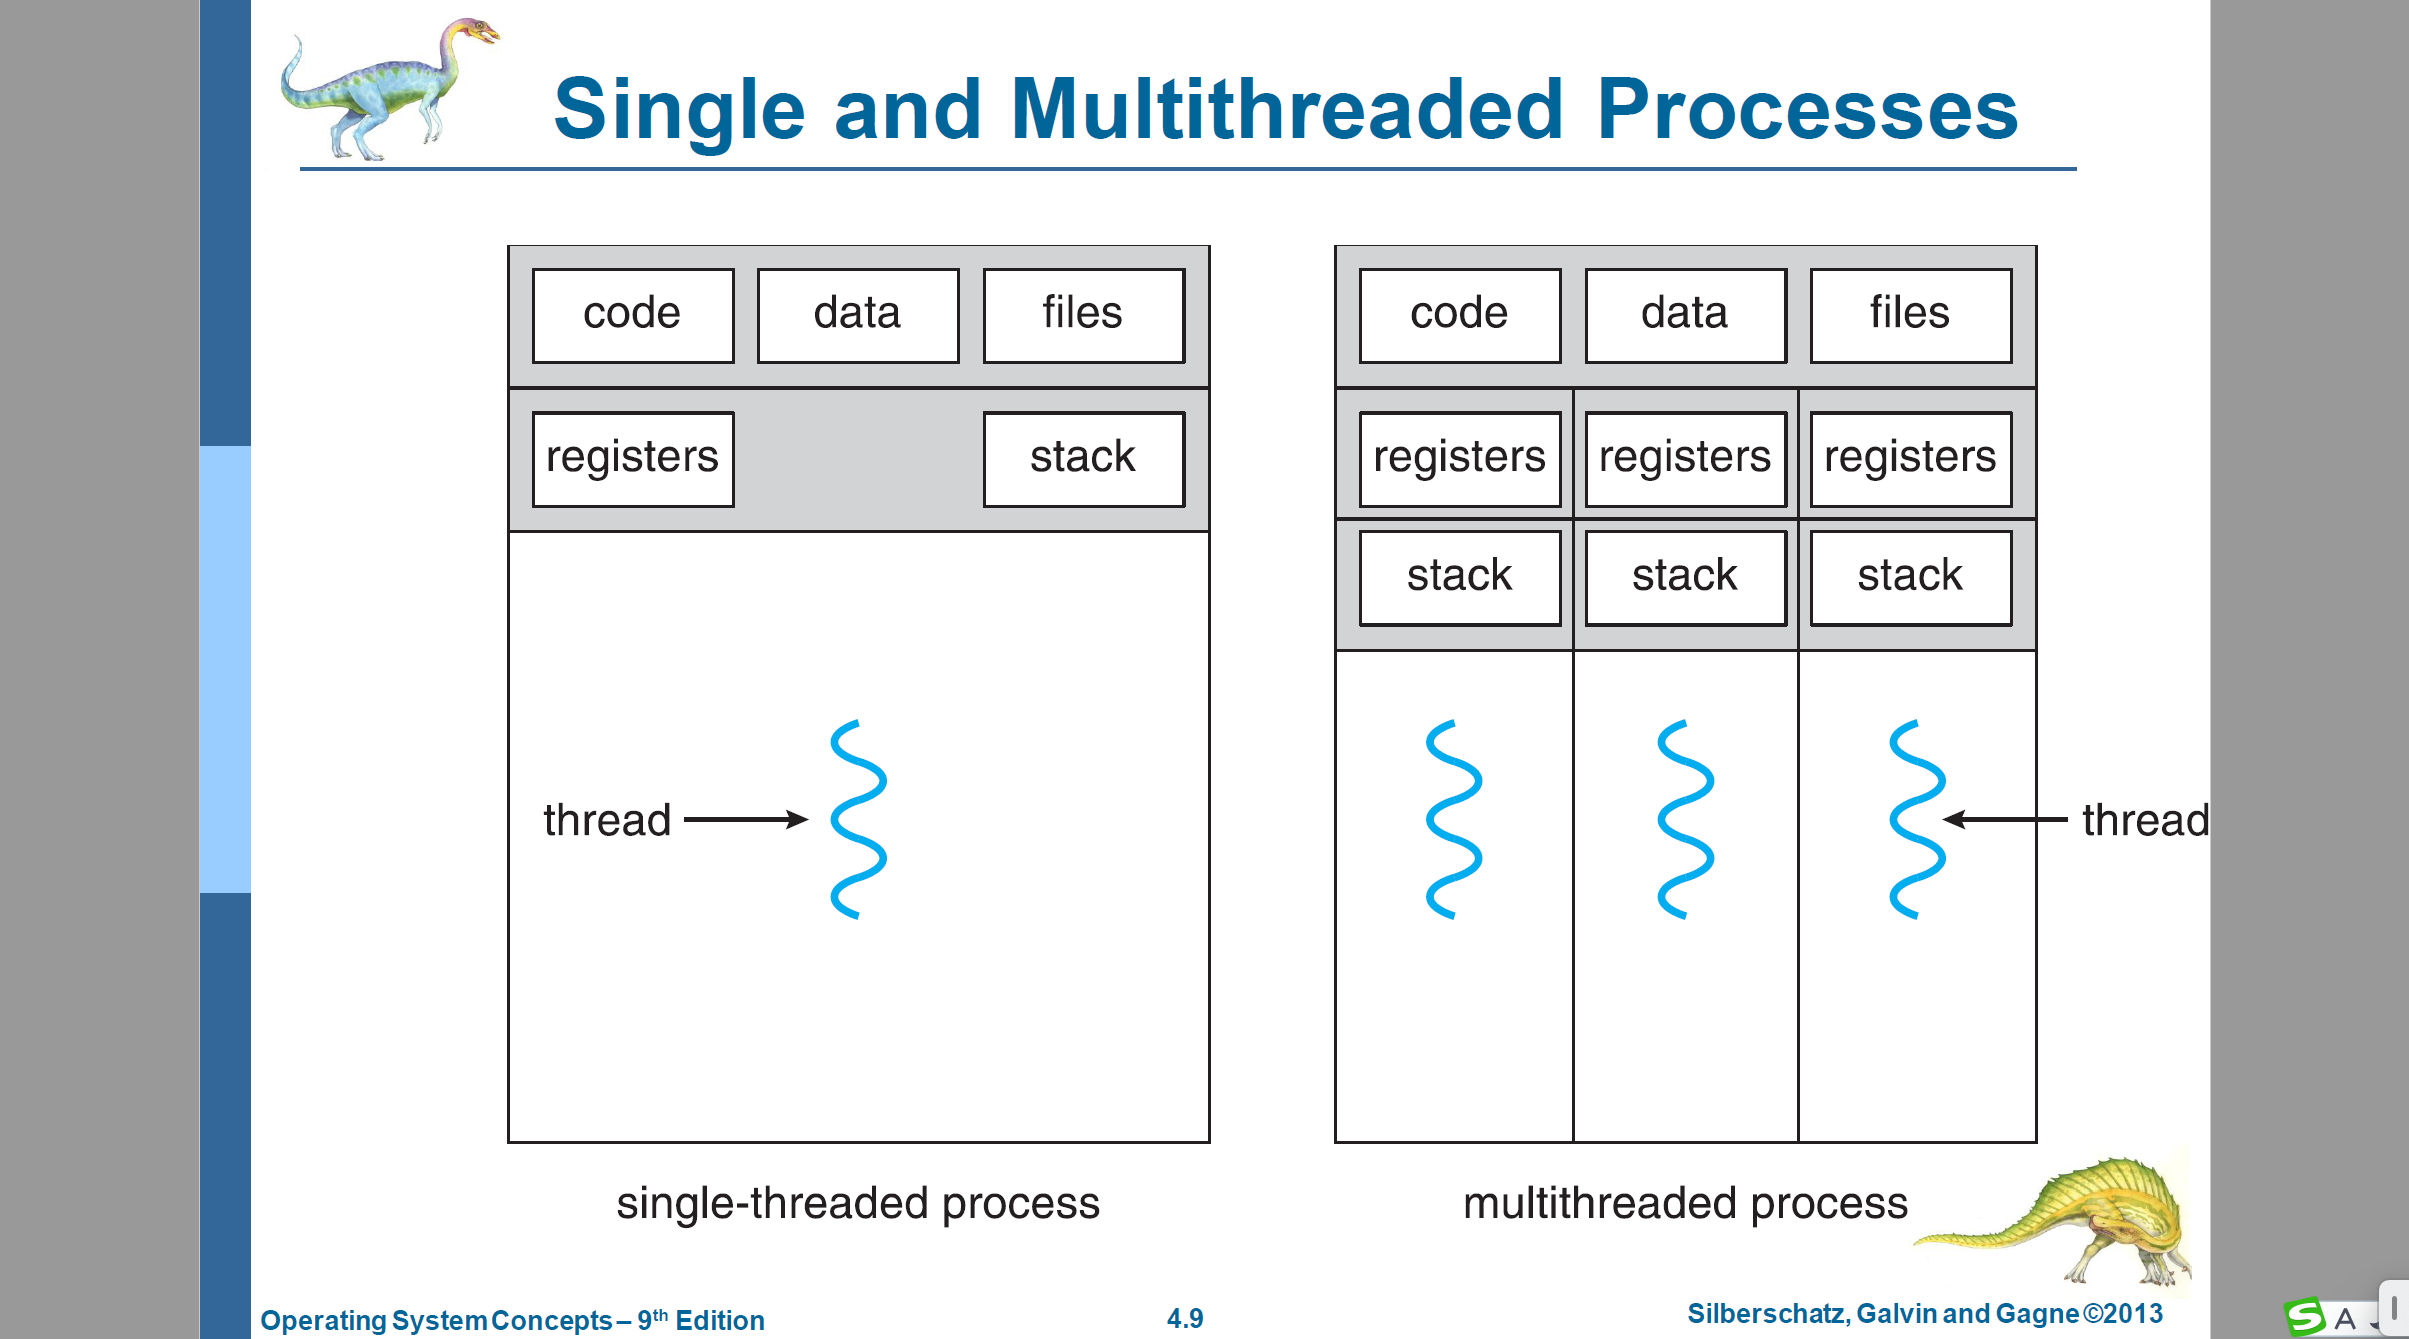 Single and Multithreaded Processes
code data files
registers stack
thread
single-threaded process
code data files
registers registers registers
stack stack stack
thread
multithreaded process
Operating System Concepts – 9th Edition
4.9
Silberschatz, Galvin and Gagne ©2013
S A